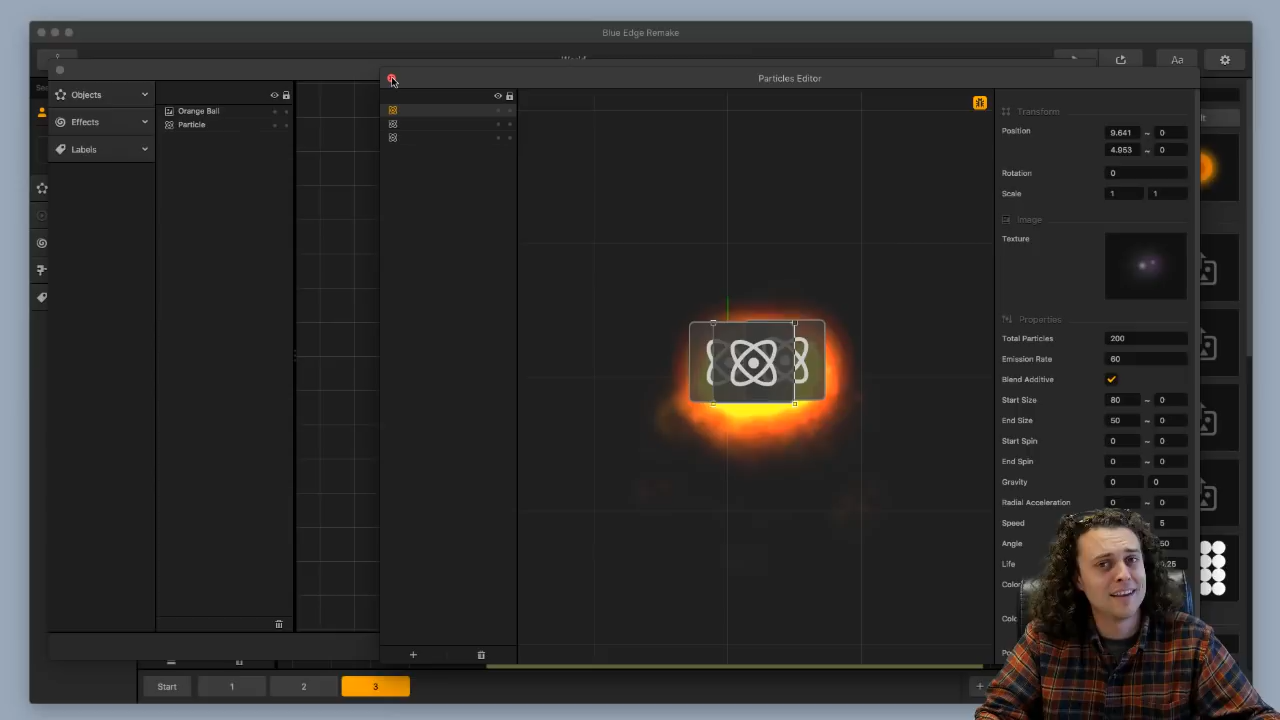 Blue Edge Remake
Aa
Particles Editor
Objects
Effects
Labels
Orange Ball
Particle
Transform
Position 9.641 ~ 0
4.953 ~ 0
Rotation 0
Scale 1 1
Image
Texture
Properties
Total Particles 200
Emission Rate 60
Blend Additive
Start Size 80 ~ 0
End Size 50 ~ 0
Start Spin 0 ~ 0
End Spin 0 ~ 0
Gravity 0 0
Radial Acceleration 0 ~ 0
Speed 5
Angle 50
Life .25
Start 1 2 3